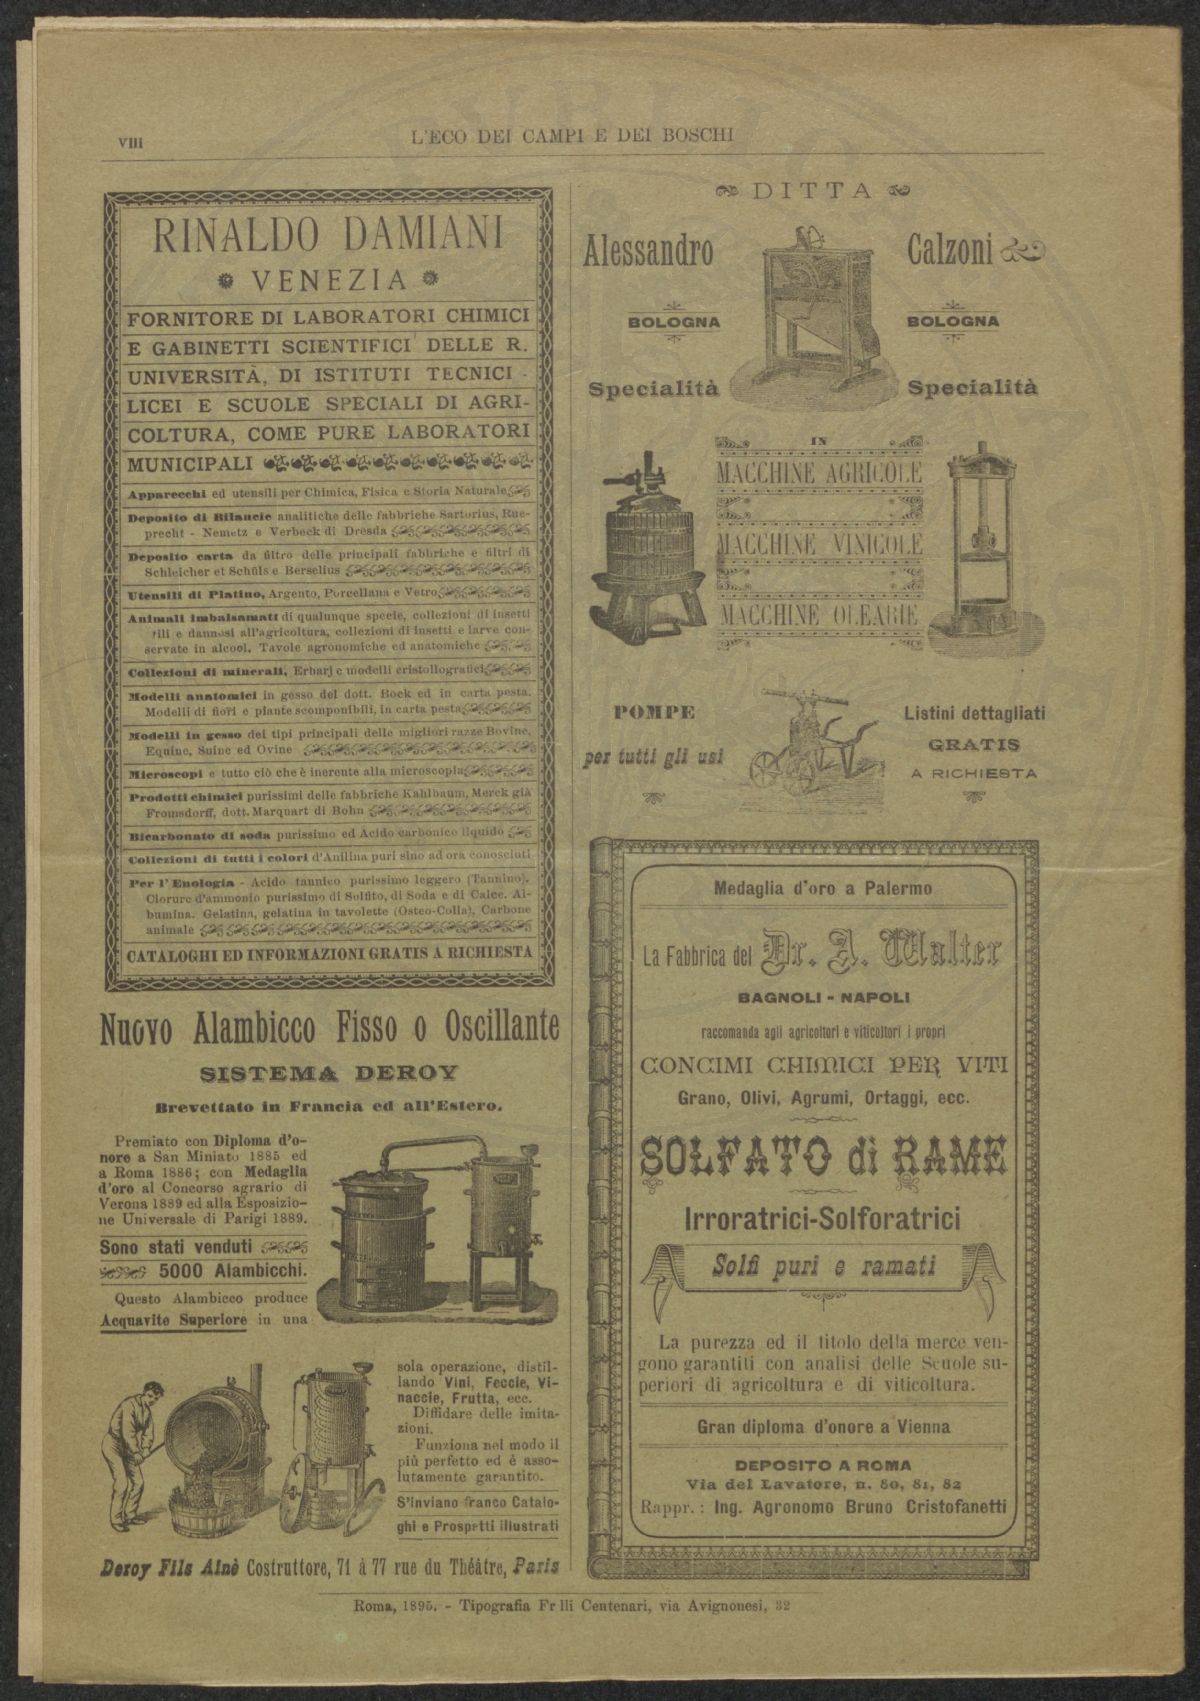 VIII
L'ECO DEI CAMPI E DEI BOSCHI
RINALDO DAMIANI
VENEZIA
FORNITORE DI LABORATORI CHIMICI
E GABINETTI SCIENTIFICI DELLE R.
UNIVERSITÀ, DI ISTITUTI TECNICI -
LICEI E SCUOLE SPECIALI DI AGRI-
COLTURA, COME PURE LABORATORI
MUNICIPALI
Apparecchi ed utensili per Chimica, Fisica e Storia Naturale
Deposito di Bilancie analitiche delle fabbriche Sartorius, Rue-
precht - Nemetz e Verbeck di Dresda
Deposito carta da filtro delle principali fabbriche e filtri di
Schleicher et Schüls e Berselius
Utensili di Platino, Argento, Porcellana e Vetro
Animali imbalsamati di qualunque specie, collezioni di insetti
tili e dannosi all'agricoltura, collezioni di insetti e larve con-
servate in alcool. Tavole agronomiche ed anatomiche
Collezioni di minerali, Erbarj e modelli cristollografici
Modelli anatomici in gesso del dott. Bock ed in carta pesta.
Modelli di fiori e piante scomponibili, in carta pesta
Modelli in gesso dei tipi principali delle migliori razze Bovine,
Equine, Suine ed Ovine
Microscopi e tutto ciò che è inerente alla microscopia
Prodotti chimici purissimi delle fabbriche Kahlbaum, Merck già
Fromsdorff, dott. Marquart di Bohn
Bicarbonato di soda purissimo ed Acido carbonico liquido
Collezioni di tutti i colori d'Anilina puri sino ad ora conosciuti
Per l'Enologia - Acido tannico purissimo leggero (Tannino).
Cloruro d'ammonio purissimo di Solfito, di Soda e di Calce. Al-
bumina. Gelatina, gelatina in tavolette (Osteo-Colla), Carbone
animale
CATALOGHI ED INFORMAZIONI GRATIS A RICHIESTA
Nuovo Alambicco Fisso o Oscillante
SISTEMA DEROY
Brevettato in Francia ed all'Estero.
Premiato con Diploma d'o-
nore a San Miniato 1885 ed
a Roma 1886; con Medaglia
d'oro al Concorso agrario di
Verona 1889 ed alla Esposizio-
ne Universale di Parigi 1889.
Sono stati venduti
5000 Alambicchi.
Questo Alambicco produce
Acquavite Superiore in una
sola operazione, distil-
lando Vini, Feccie, Vi-
naccie, Frutta, ecc.
Diffidare delle imita-
zioni.
Funziona nel modo il
più perfetto ed è asso-
lutamente garantito.
S'inviano franco Catalo-
ghi e Prospetti illustrati
Deroy Fils Ainè Costruttore, 71 à 77 rue du Théâtre, Paris
DITTA
Alessandro Calzoni
BOLOGNA BOLOGNA
Specialità Specialità
IN
MACCHINE AGRICOLE
MACCHINE VINICOLE
MACCHINE OLEARIE
POMPE
per tutti gli usi
Listini dettagliati
GRATIS
A RICHIESTA
Medaglia d'oro a Palermo
La Fabbrica del Dr. A. Walter
BAGNOLI - NAPOLI
raccomanda agli agricoltori e viticoltori i propri
CONCIMI CHIMICI PER VITI
Grano, Olivi, Agrumi, Ortaggi, ecc.
SOLFATO di RAME
Irroratrici-Solforatrici
Solfi puri e ramati
La purezza ed il titolo della merce ven-
gono garantiti con analisi delle Scuole su-
periori di agricoltura e di viticoltura.
Gran diploma d'onore a Vienna
DEPOSITO A ROMA
Via del Lavatore, n. 80, 81, 82
Rappr.: Ing. Agronomo Bruno Cristofanetti
Roma, 1895. - Tipografia Fr lli Centenari, via Avignonesi, 32